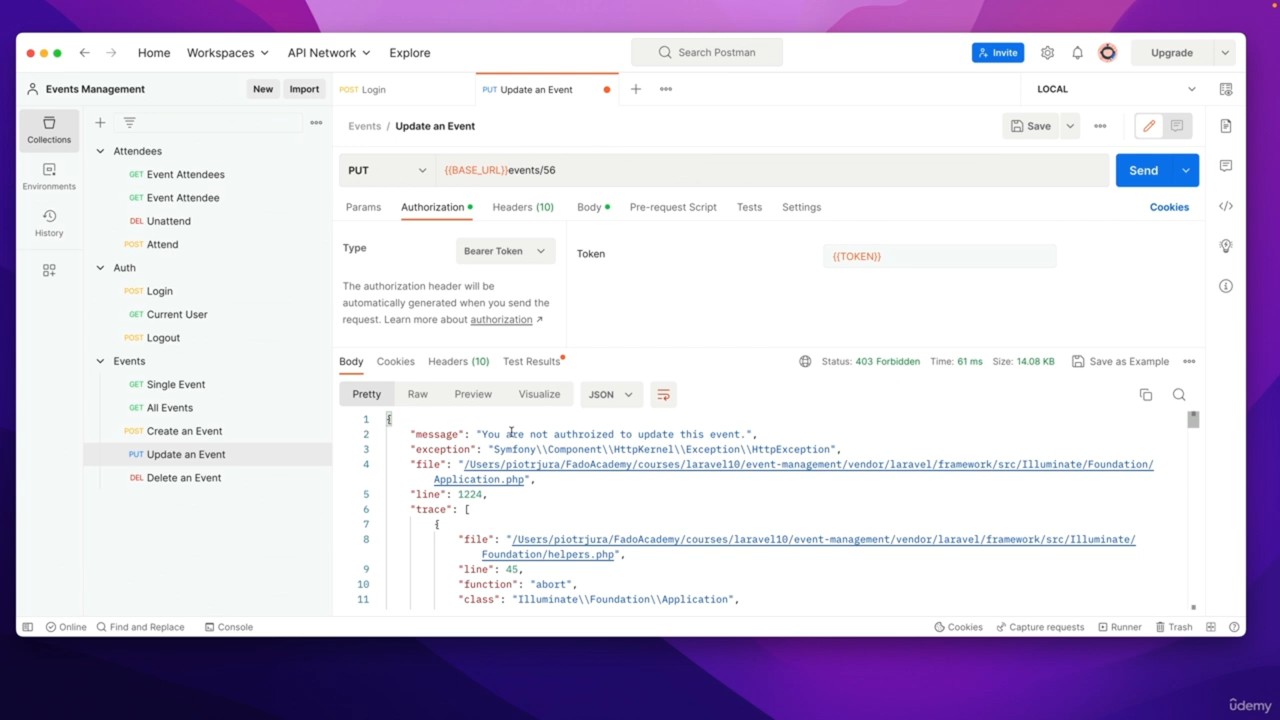 Home Workspaces API Network Explore Search Postman Invite Upgrade
Events Management New Import POST Login PUT Update an Event LOCAL
Collections
Environments
History
Attendees
GET Event Attendees
GET Event Attendee
DEL Unattend
POST Attend
Auth
POST Login
GET Current User
POST Logout
Events
GET Single Event
GET All Events
POST Create an Event
PUT Update an Event
DEL Delete an Event
Events / Update an Event Save
PUT {{BASE_URL}}events/56 Send
Params Authorization Headers (10) Body Pre-request Script Tests Settings Cookies
Type Bearer Token Token {{TOKEN}}
The authorization header will be
automatically generated when you send the
request. Learn more about authorization ↗
Body Cookies Headers (10) Test Results Status: 403 Forbidden Time: 61 ms Size: 14.08 KB Save as Example
Pretty Raw Preview Visualize JSON
1 {
2 "message": "You are not authroized to update this event.",
3 "exception": "Symfony\\Component\\HttpKernel\\Exception\\HttpException",
4 "file": "/Users/piotrjura/FadoAcademy/courses/laravel10/event-management/vendor/laravel/framework/src/Illuminate/Foundation/
Application.php",
5 "line": 1224,
6 "trace": [
7 {
8 "file": "/Users/piotrjura/FadoAcademy/courses/laravel10/event-management/vendor/laravel/framework/src/Illuminate/
Foundation/helpers.php",
9 "line": 45,
10 "function": "abort",
11 "class": "Illuminate\\Foundation\\Application",
Online Find and Replace Console Cookies Capture requests Runner Trash
udemy